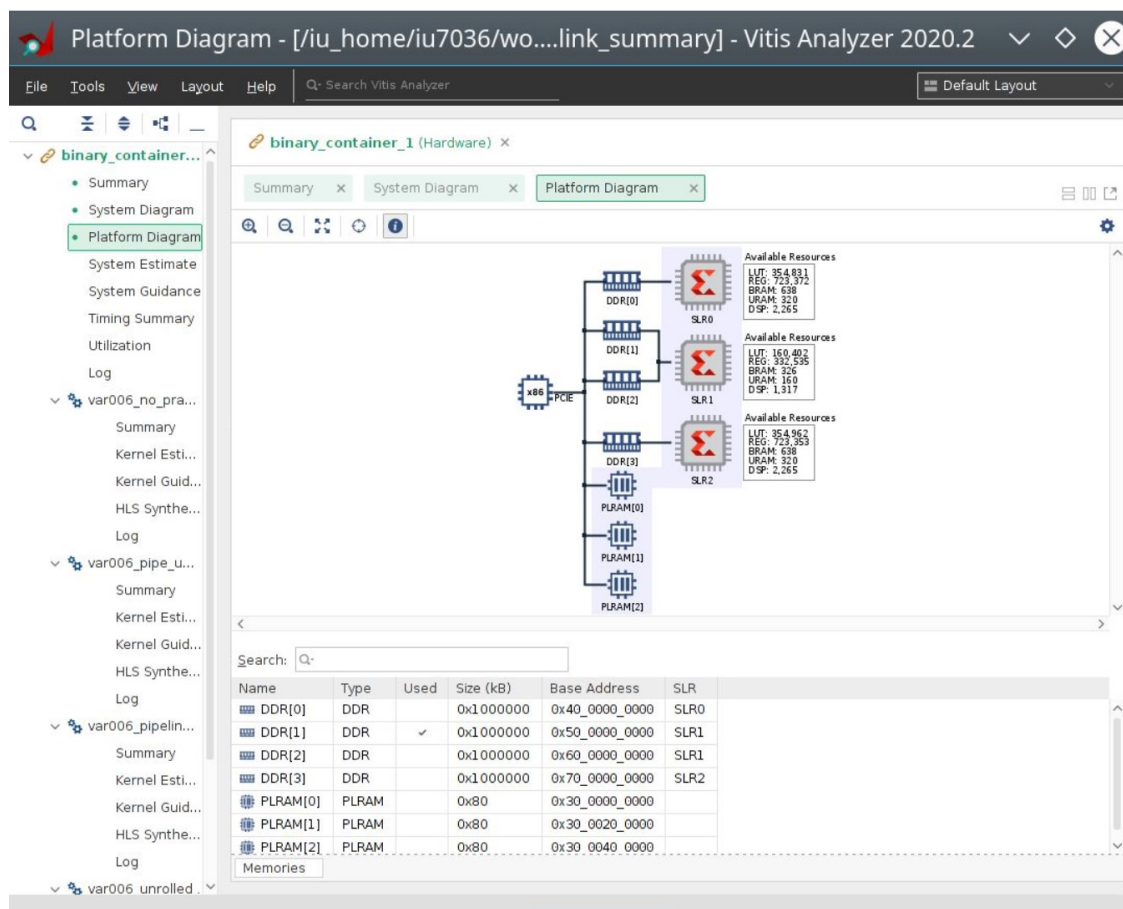 Platform Diagram - [/iu_home/iu7036/wo....link_summary] - Vitis Analyzer 2020.2
File Tools View Layout Help Q- Search Vitis Analyzer Default Layout
binary_container...
Summary
System Diagram
Platform Diagram
System Estimate
System Guidance
Timing Summary
Utilization
Log
var006_no_pra...
Summary
Kernel Esti...
Kernel Guid...
HLS Synthe...
Log
var006_pipe_u...
Summary
Kernel Esti...
Kernel Guid...
HLS Synthe...
Log
var006_pipelin...
Summary
Kernel Esti...
Kernel Guid...
HLS Synthe...
Log
var006_unrolled .
binary_container_1 (Hardware)
Summary System Diagram Platform Diagram
x86
PCIE
DDR[0]
DDR[1]
DDR[2]
DDR[3]
PLRAM[0]
PLRAM[1]
PLRAM[2]
SLR0
Available Resources
LUT: 354,831
REG: 723,372
BRAM: 638
URAM: 320
DSP: 2,265
SLR1
Available Resources
LUT: 160,402
REG: 332,535
BRAM: 326
URAM: 160
DSP: 1,317
SLR2
Available Resources
LUT: 354,962
REG: 723,353
BRAM: 638
URAM: 320
DSP: 2,265
Search: Q-
Name Type Used Size (kB) Base Address SLR
DDR[0] DDR 0x1000000 0x40_0000_0000 SLR0
DDR[1] DDR ✓ 0x1000000 0x50_0000_0000 SLR1
DDR[2] DDR 0x1000000 0x60_0000_0000 SLR1
DDR[3] DDR 0x1000000 0x70_0000_0000 SLR2
PLRAM[0] PLRAM 0x80 0x30_0000_0000
PLRAM[1] PLRAM 0x80 0x30_0020_0000
PLRAM[2] PLRAM 0x80 0x30_0040_0000
Memories